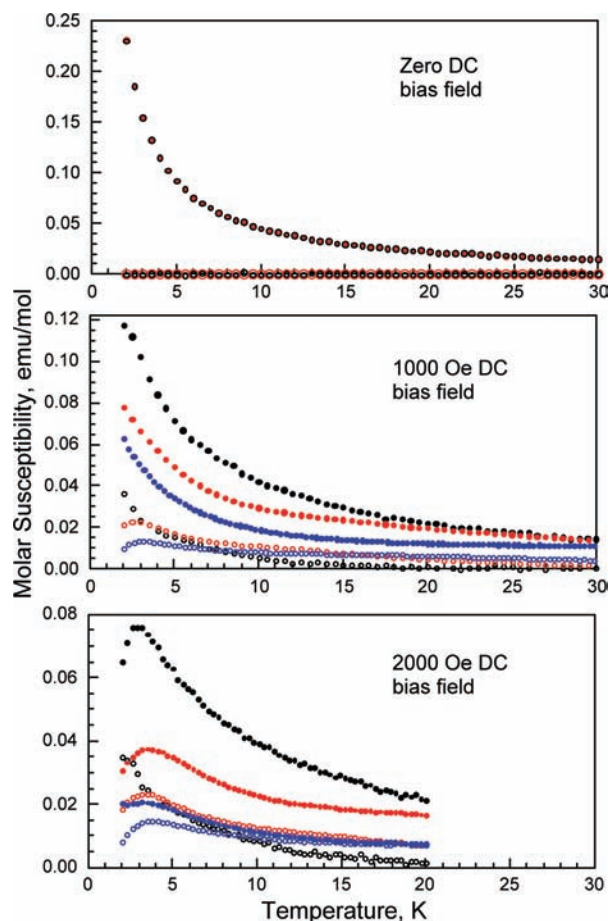 Molar Susceptibility, emu/mol
0.25
0.20
0.15
0.10
0.05
0.00
Zero DC
bias field
0 5 10 15 20 25 30
0.12
0.10
0.08
0.06
0.04
0.02
0.00
1000 Oe DC
bias field
0 5 10 15 20 25 30
0.08
0.06
0.04
0.02
0.00
2000 Oe DC
bias field
0 5 10 15 20 25 30
Temperature, K